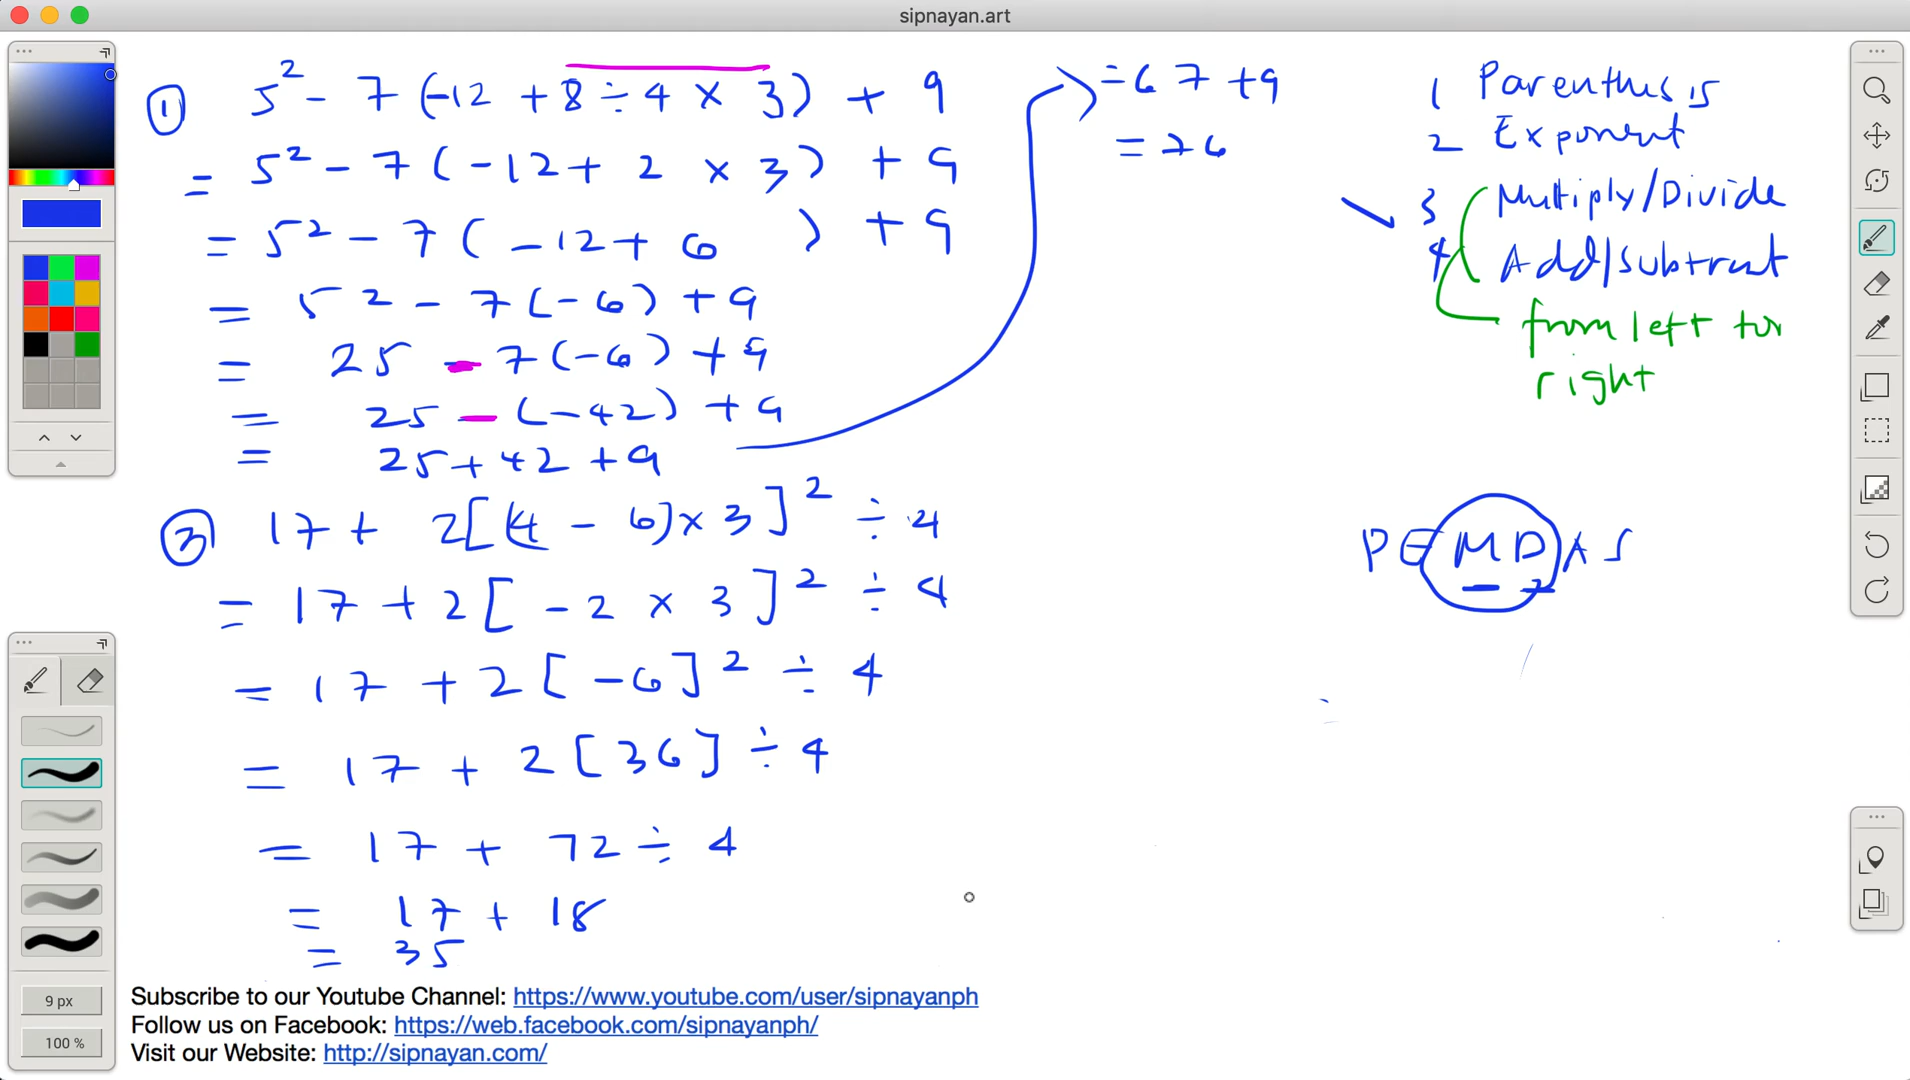 sipnayan.art
① 5² - 7 (-12 + 8 ÷ 4 × 3) + 9
= 5² - 7 ( -12 + 2 × 3 ) + 9
= 5² - 7 ( -12 + 6 ) + 9
= 5² - 7 (-6) + 9
= 25 - 7 (-6) + 9
= 25 - (-42) + 9
= 25 + 42 + 9
= 67 + 9
= 76
③ 17 + 2[(4 - 6) × 3]² ÷ 4
= 17 + 2 [ -2 × 3 ]² ÷ 4
= 17 + 2 [ -6 ]² ÷ 4
= 17 + 2 [ 36 ] ÷ 4
= 17 + 72 ÷ 4
= 17 + 18
= 35
1 Parenthesis
2 Exponent
3 Multiply/Divide
4 Add/Subtract
from left to
right
PEMDAS
9 px
100 %
Subscribe to our Youtube Channel: https://www.youtube.com/user/sipnayanph
Follow us on Facebook: https://web.facebook.com/sipnayanph/
Visit our Website: http://sipnayan.com/